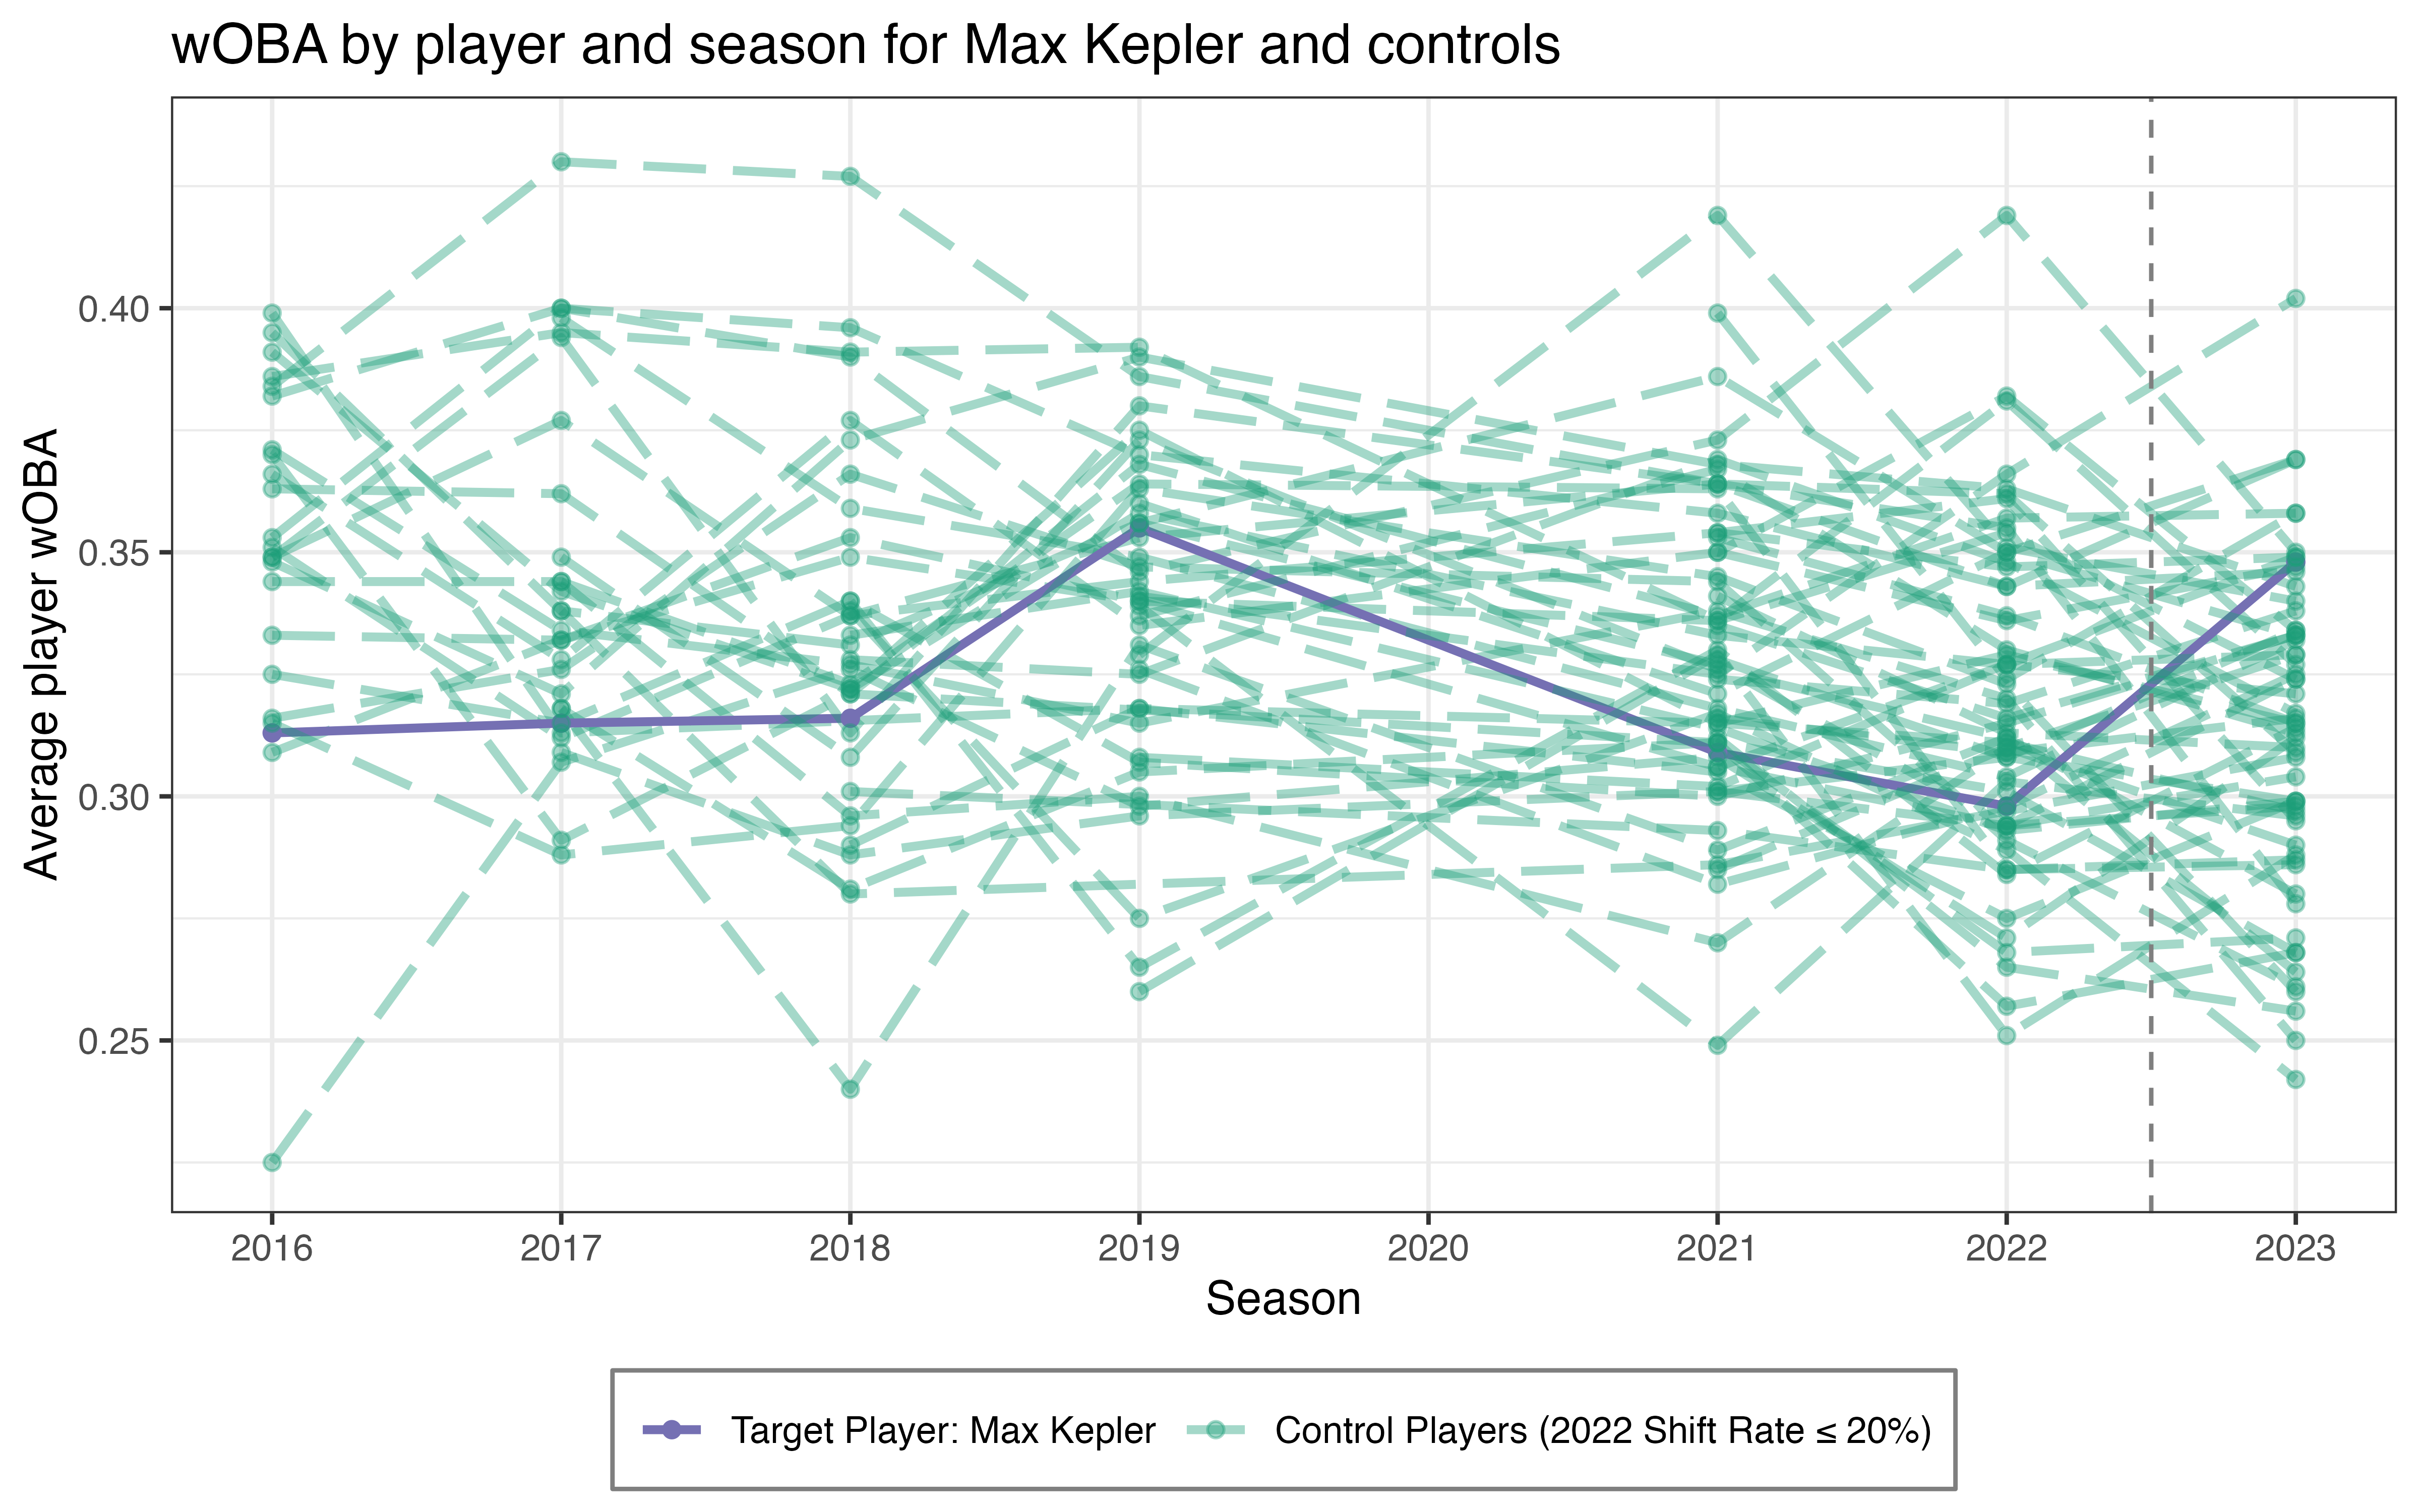 wOBA by player and season for Max Kepler and controls
Average player wOBA
0.40
0.35
0.30
0.25
2016 2017 2018 2019 2020 2021 2022 2023
Season
Target Player: Max Kepler Control Players (2022 Shift Rate ≤ 20%)